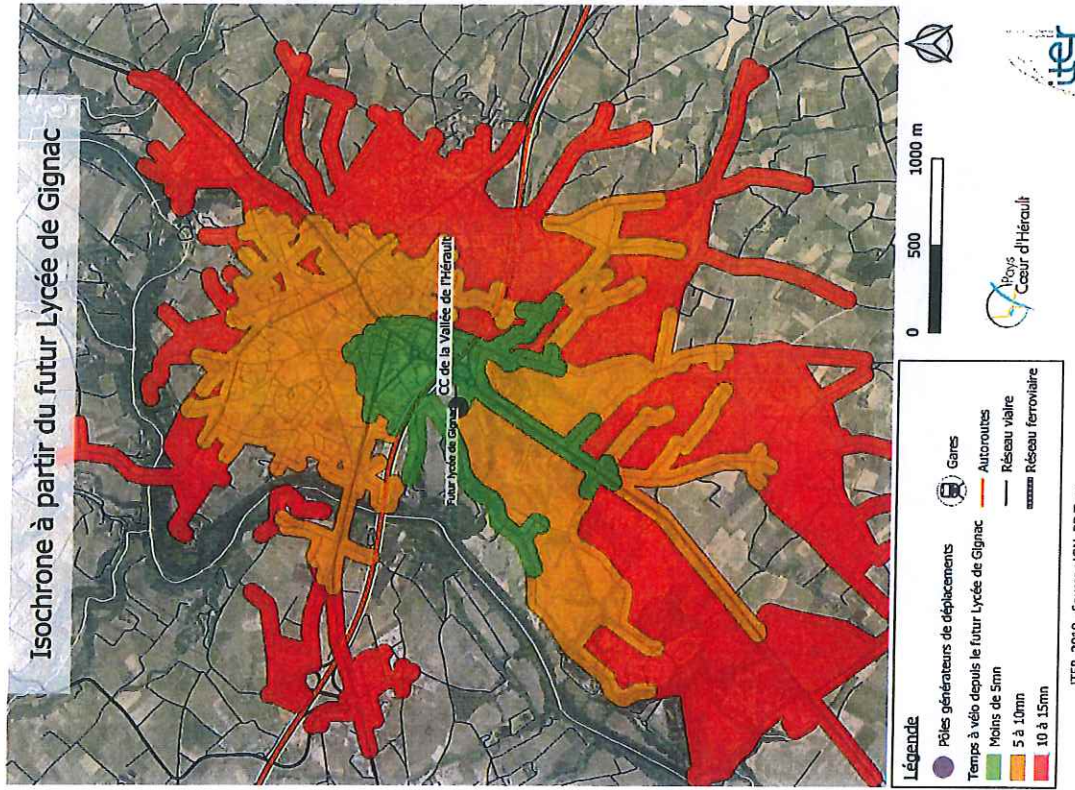 Isochrone à partir du futur Lycée de Gignac
CC de la Vallée de l'Hérault
Futur lycée de Gignac
Légende
Pôles générateurs de déplacements
Temps à vélo depuis le futur Lycée de Gignac
Moins de 5mn
5 à 10mn
10 à 15mn
Gares
Autoroutes
Réseau viaire
Réseau ferroviaire
0 500 1000 m
Pays
Cœur d'Hérault
iter